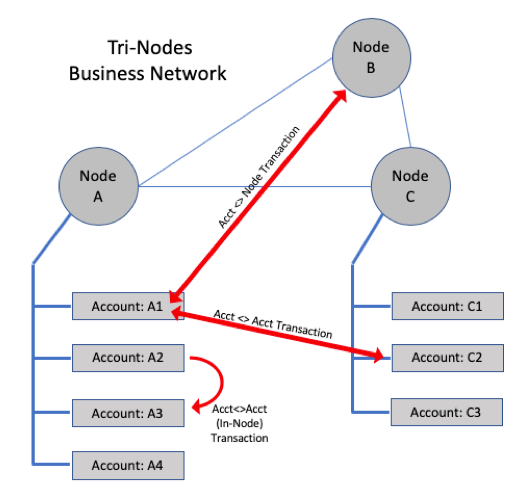 Tri-Nodes
Business Network
Node
B
Node
A
Node
C
Acct <> Node Transaction
Acct <> Acct Transaction
Account: A1
Account: A2
Account: A3
Account: A4
Acct<>Acct
(In-Node)
Transaction
Account: C1
Account: C2
Account: C3